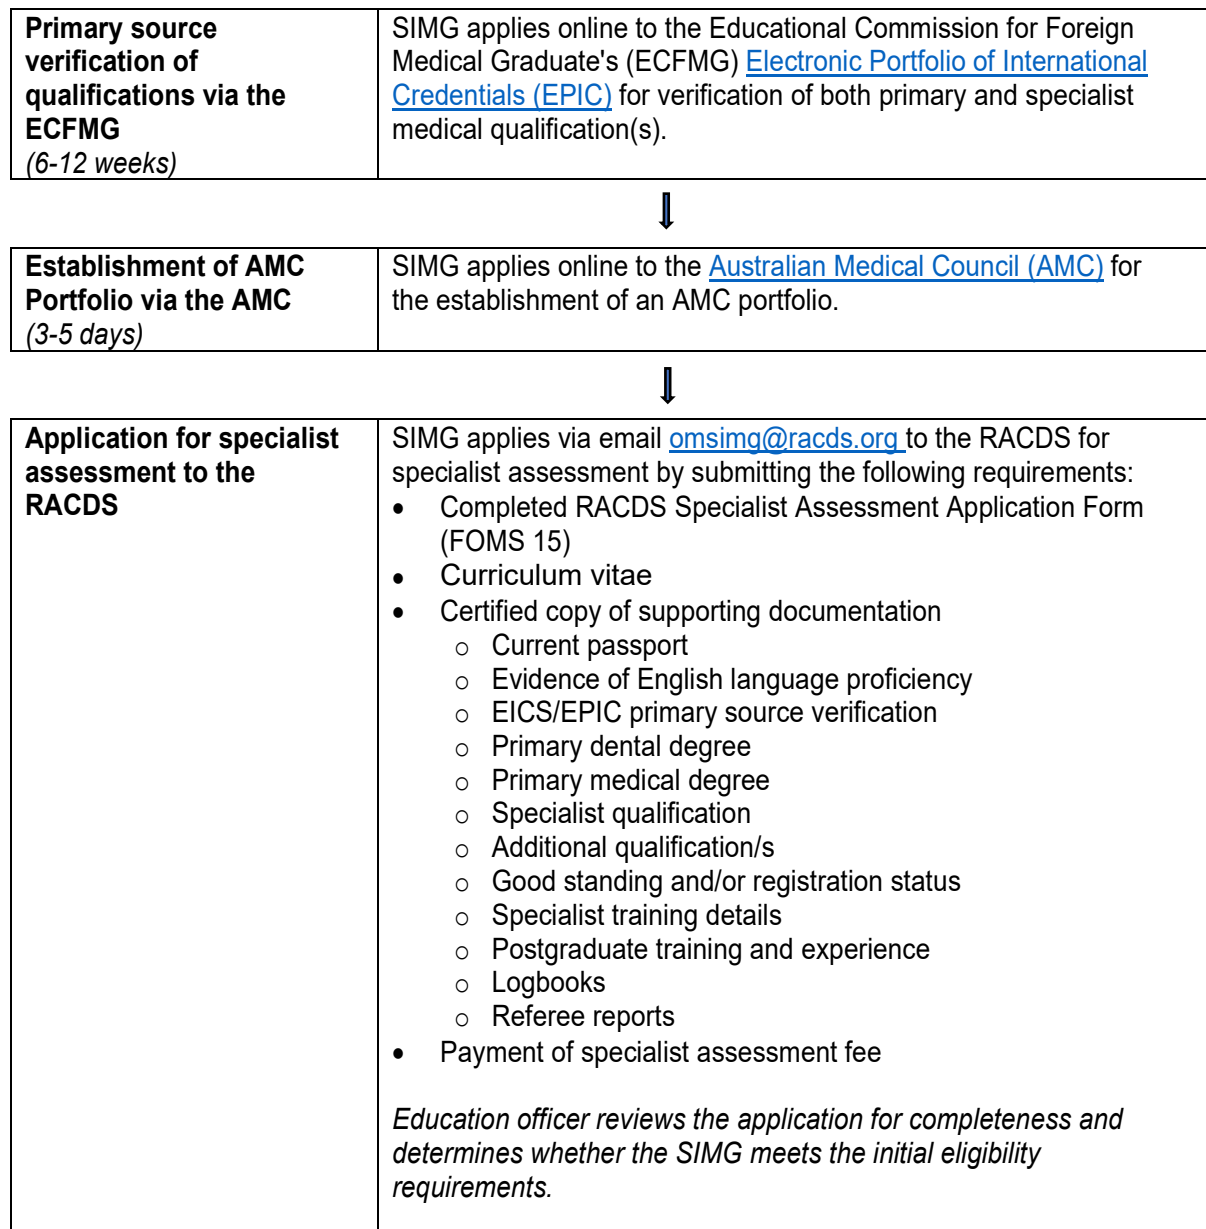 Primary source
verification of
qualifications via the
ECFMG
(6-12 weeks)
SIMG applies online to the Educational Commission for Foreign
Medical Graduate's (ECFMG) Electronic Portfolio of International
Credentials (EPIC) for verification of both primary and specialist
medical qualification(s).
Establishment of AMC
Portfolio via the AMC
(3-5 days)
SIMG applies online to the Australian Medical Council (AMC) for
the establishment of an AMC portfolio.
Application for specialist
assessment to the
RACDS
SIMG applies via email omsimg@racds.org to the RACDS for
specialist assessment by submitting the following requirements:
• Completed RACDS Specialist Assessment Application Form
(FOMS 15)
• Curriculum vitae
• Certified copy of supporting documentation
o Current passport
o Evidence of English language proficiency
o EICS/EPIC primary source verification
o Primary dental degree
o Primary medical degree
o Specialist qualification
o Additional qualification/s
o Good standing and/or registration status
o Specialist training details
o Postgraduate training and experience
o Logbooks
o Referee reports
• Payment of specialist assessment fee
Education officer reviews the application for completeness and
determines whether the SIMG meets the initial eligibility
requirements.